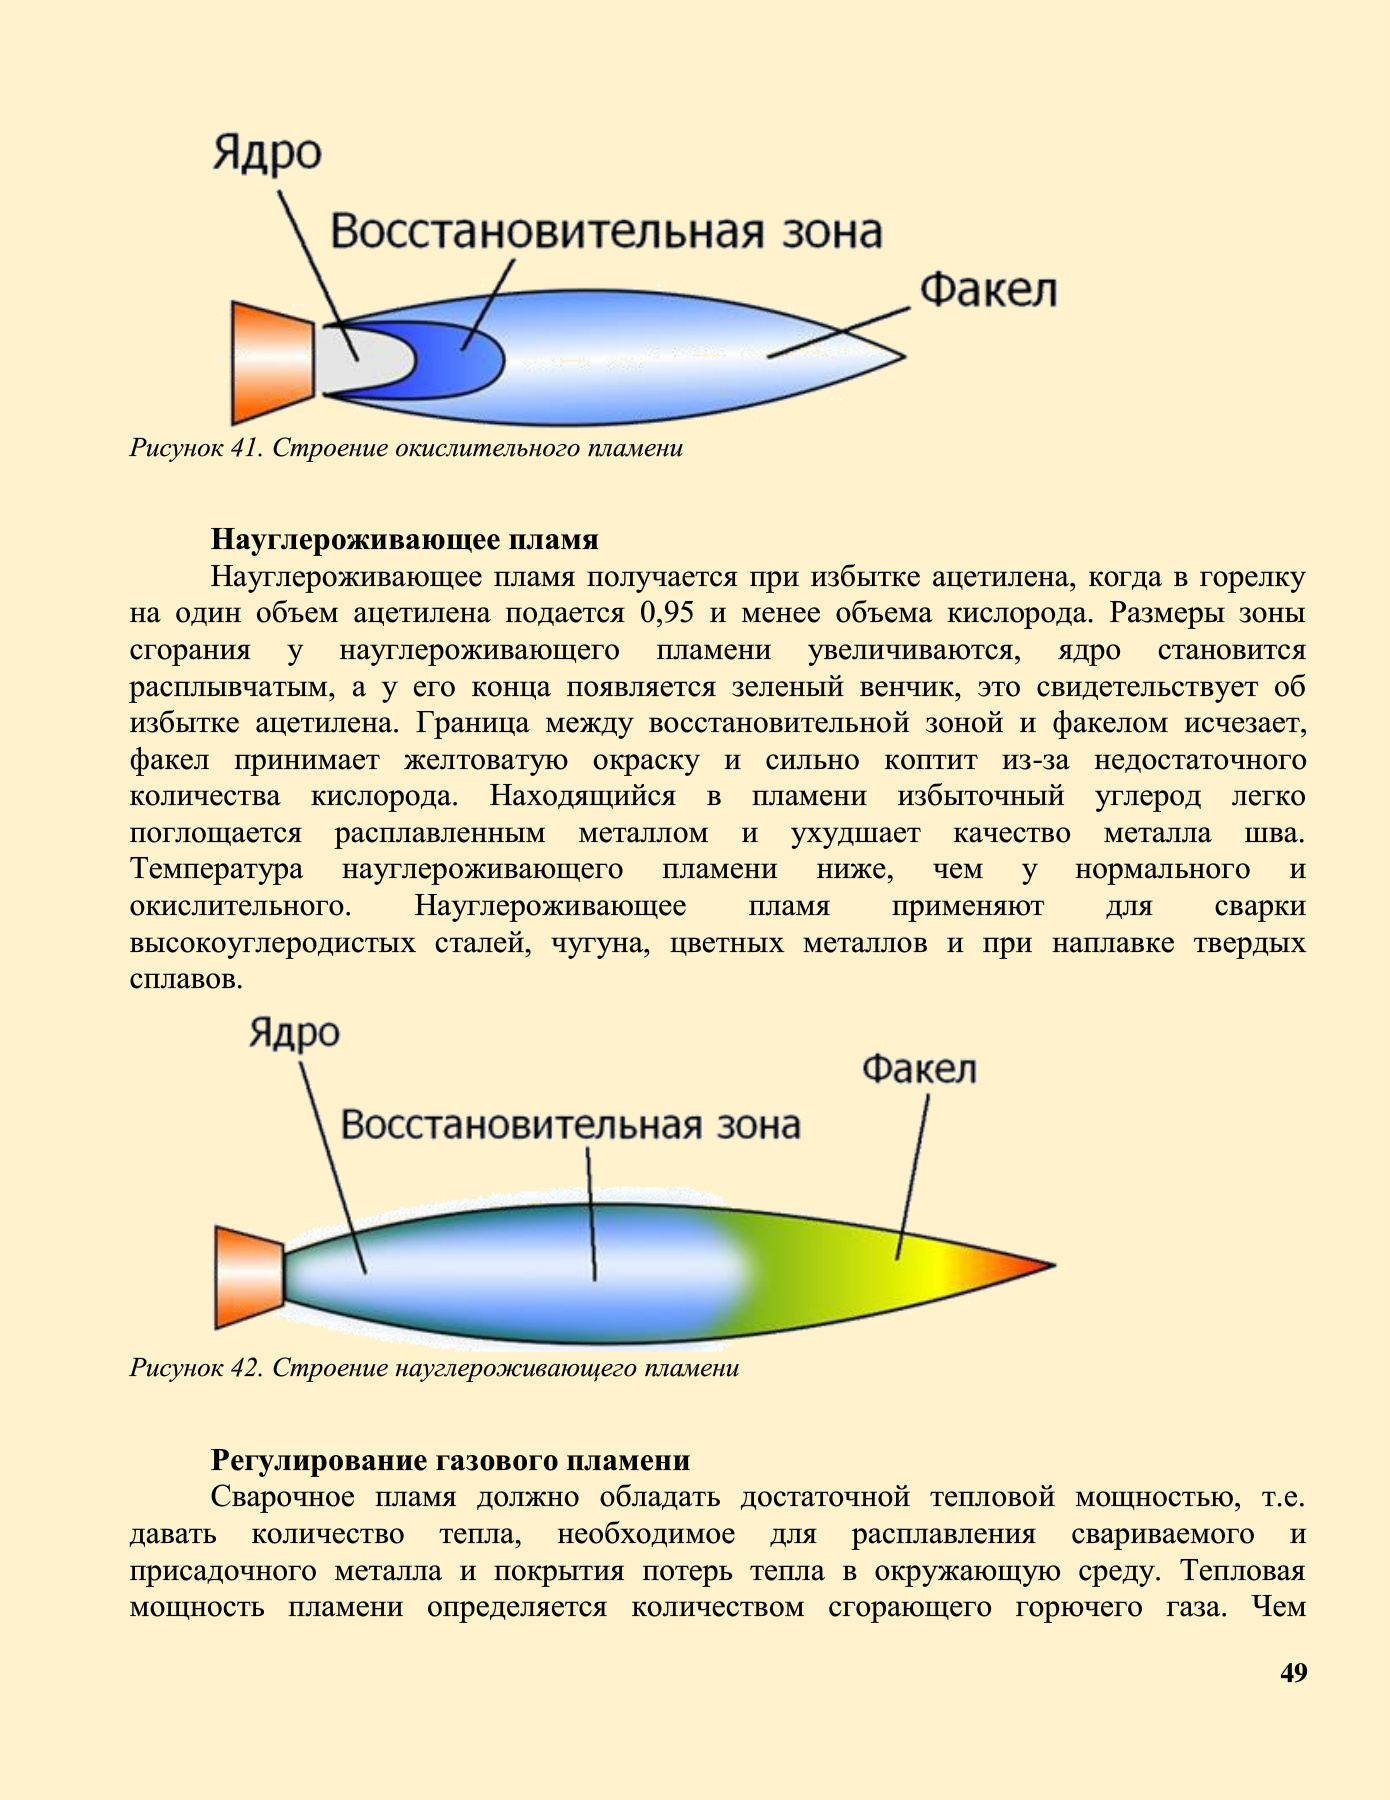 Ядро
Восстановительная зона
Факел
Рисунок 41. Строение окислительного пламени
Науглероживающее пламя
Науглероживающее пламя получается при избытке ацетилена, когда в горелку
на один объем ацетилена подается 0,95 и менее объема кислорода. Размеры зоны
сгорания у науглероживающего пламени увеличиваются, ядро становится
расплывчатым, а у его конца появляется зеленый венчик, это свидетельствует об
избытке ацетилена. Граница между восстановительной зоной и факелом исчезает,
факел принимает желтоватую окраску и сильно коптит из-за недостаточного
количества кислорода. Находящийся в пламени избыточный углерод легко
поглощается расплавленным металлом и ухудшает качество металла шва.
Температура науглероживающего пламени ниже, чем у нормального и
окислительного. Науглероживающее пламя применяют для сварки
высокоуглеродистых сталей, чугуна, цветных металлов и при наплавке твердых
сплавов.
Ядро
Факел
Восстановительная зона
Рисунок 42. Строение науглероживающего пламени
Регулирование газового пламени
Сварочное пламя должно обладать достаточной тепловой мощностью, т.е.
давать количество тепла, необходимое для расплавления свариваемого и
присадочного металла и покрытия потерь тепла в окружающую среду. Тепловая
мощность пламени определяется количеством сгорающего горючего газа. Чем
49